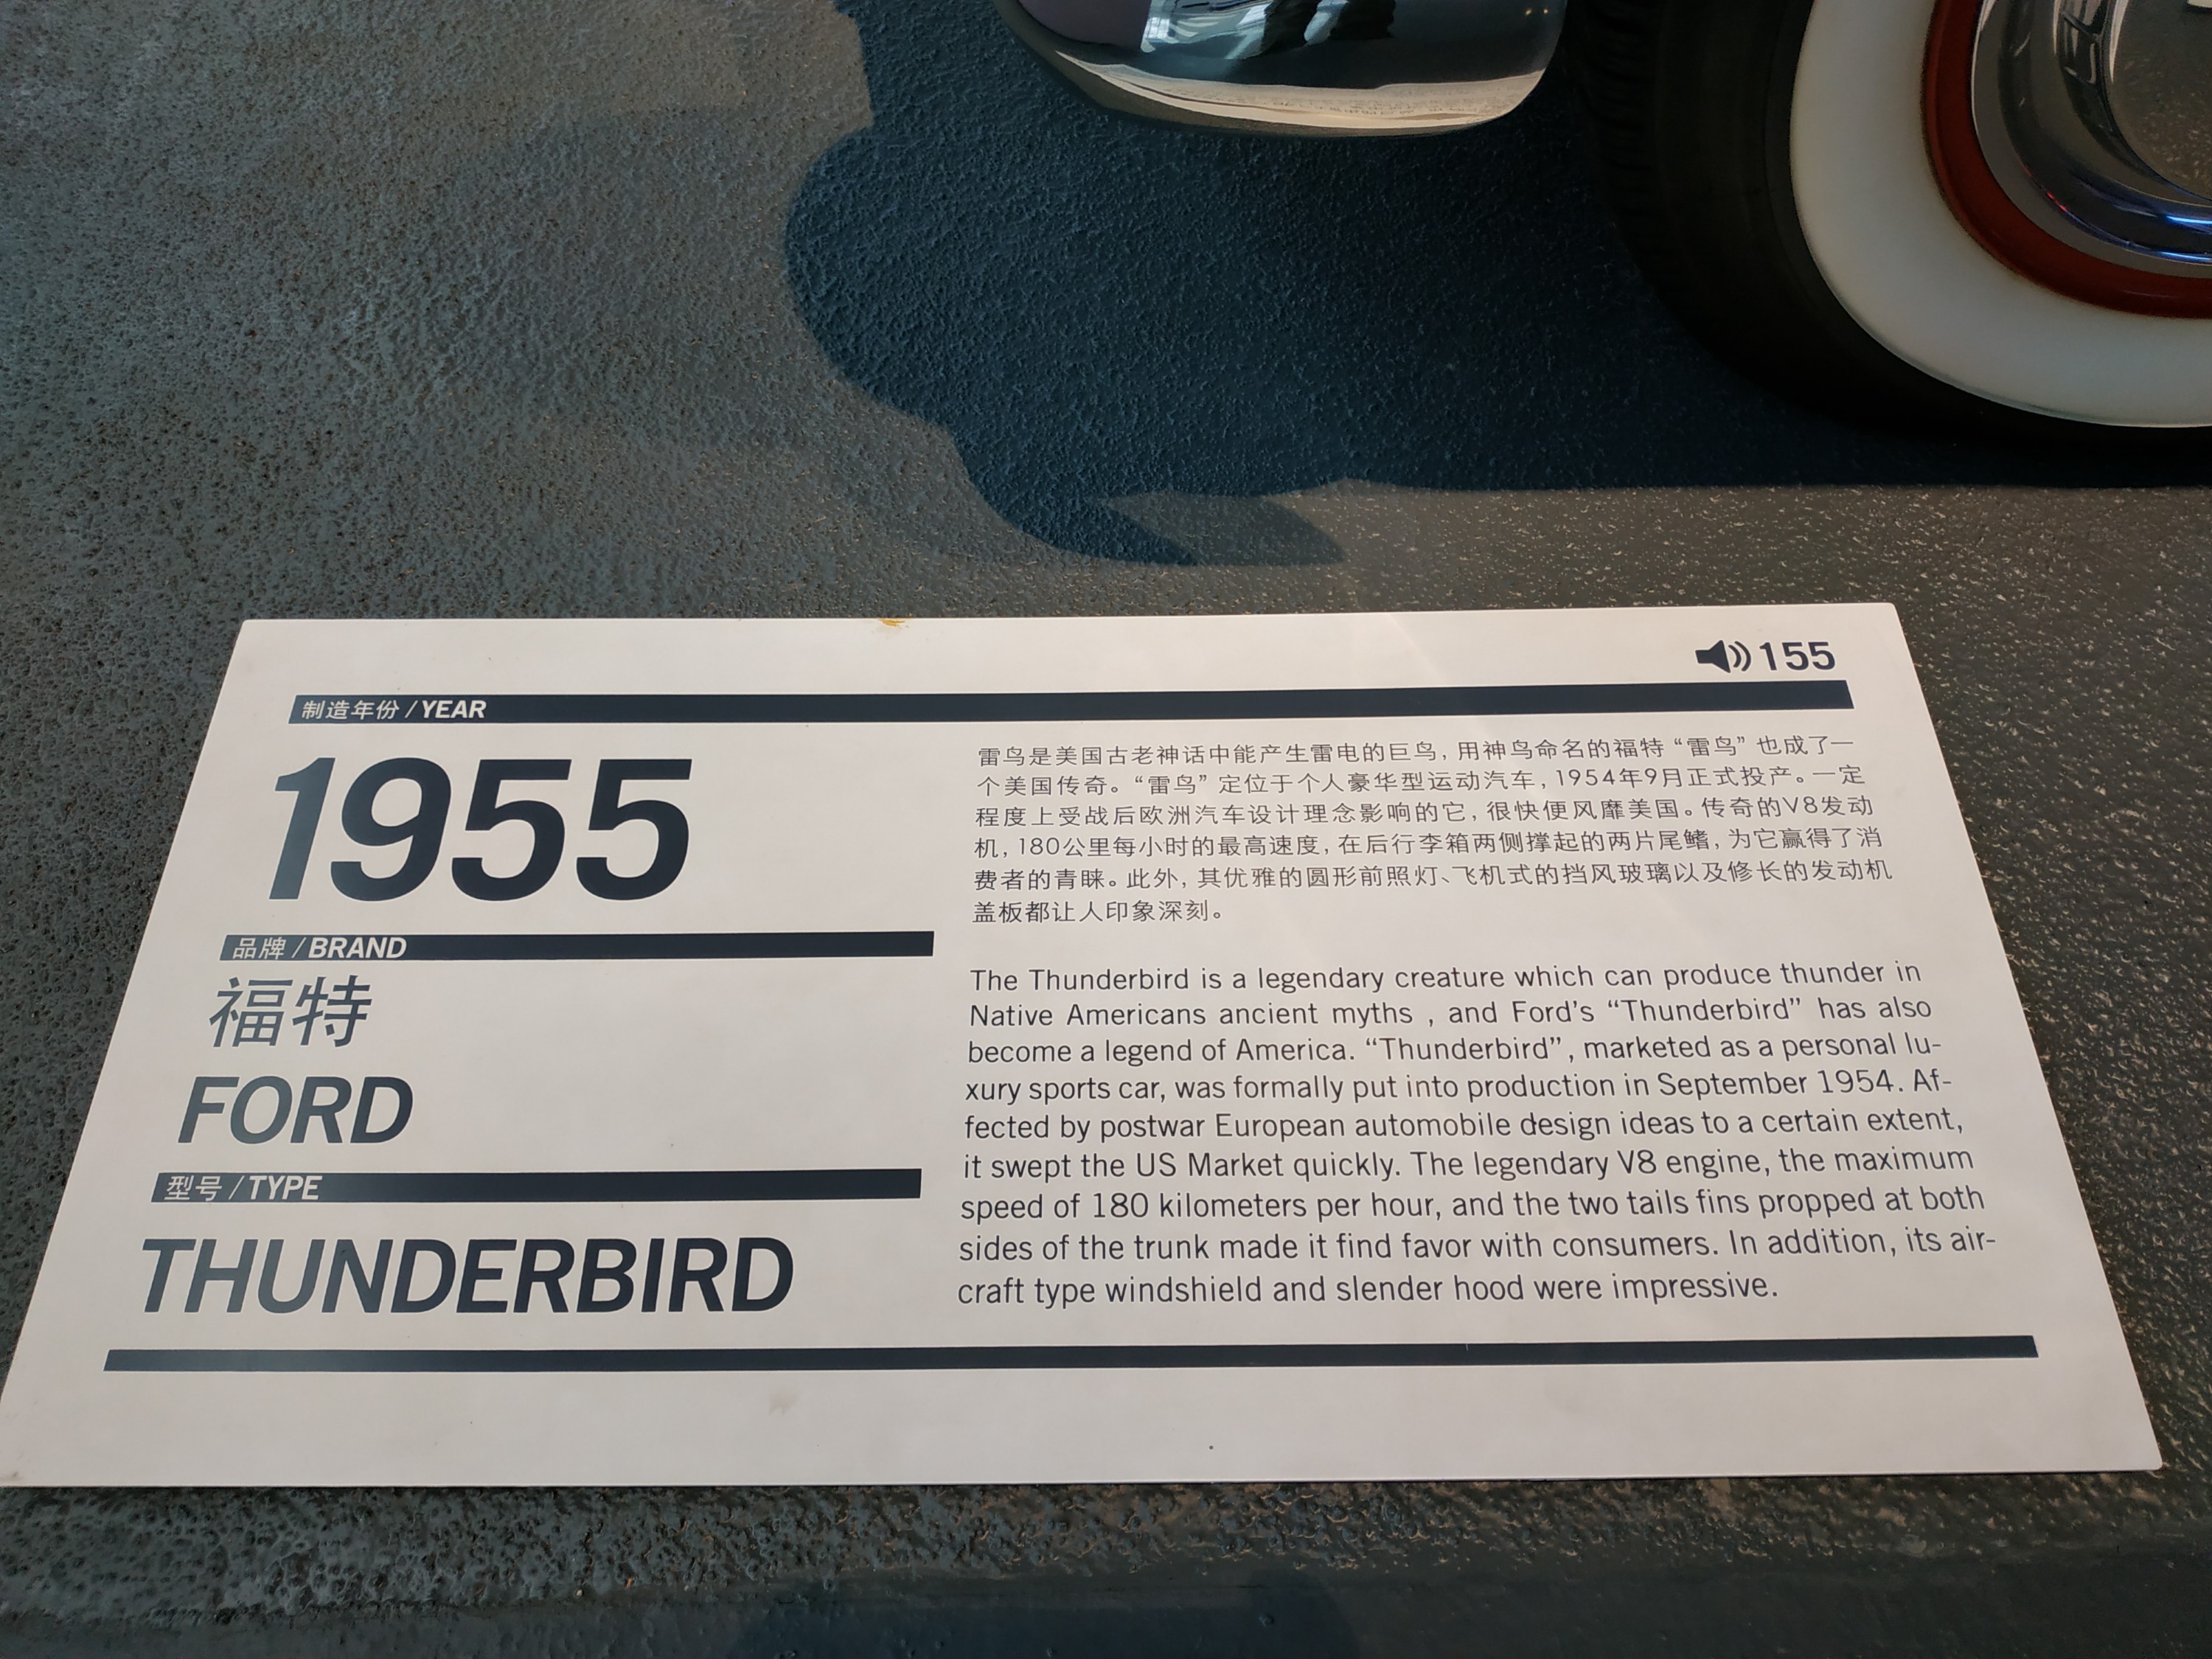 155
制造年份 / YEAR
1955
品牌 / BRAND
福特
FORD
型号 / TYPE
THUNDERBIRD
雷鸟是美国古老神话中能产生雷电的巨鸟，用神鸟命名的福特“雷鸟”也成了一
个美国传奇。“雷鸟”定位于个人豪华型运动汽车，1954年9月正式投产。一定
程度上受战后欧洲汽车设计理念影响的它，很快便风靡美国。传奇的V8发动
机，180公里每小时的最高速度，在后行李箱两侧撑起的两片尾鳍，为它赢得了消
费者的青睐。此外，其优雅的圆形前照灯、飞机式的挡风玻璃以及修长的发动机
盖板都让人印象深刻。
The Thunderbird is a legendary creature which can produce thunder in
Native Americans ancient myths , and Ford's “Thunderbird” has also
become a legend of America. “Thunderbird”, marketed as a personal lu-
xury sports car, was formally put into production in September 1954. Af-
fected by postwar European automobile design ideas to a certain extent,
it swept the US Market quickly. The legendary V8 engine, the maximum
speed of 180 kilometers per hour, and the two tails fins propped at both
sides of the trunk made it find favor with consumers. In addition, its air-
craft type windshield and slender hood were impressive.